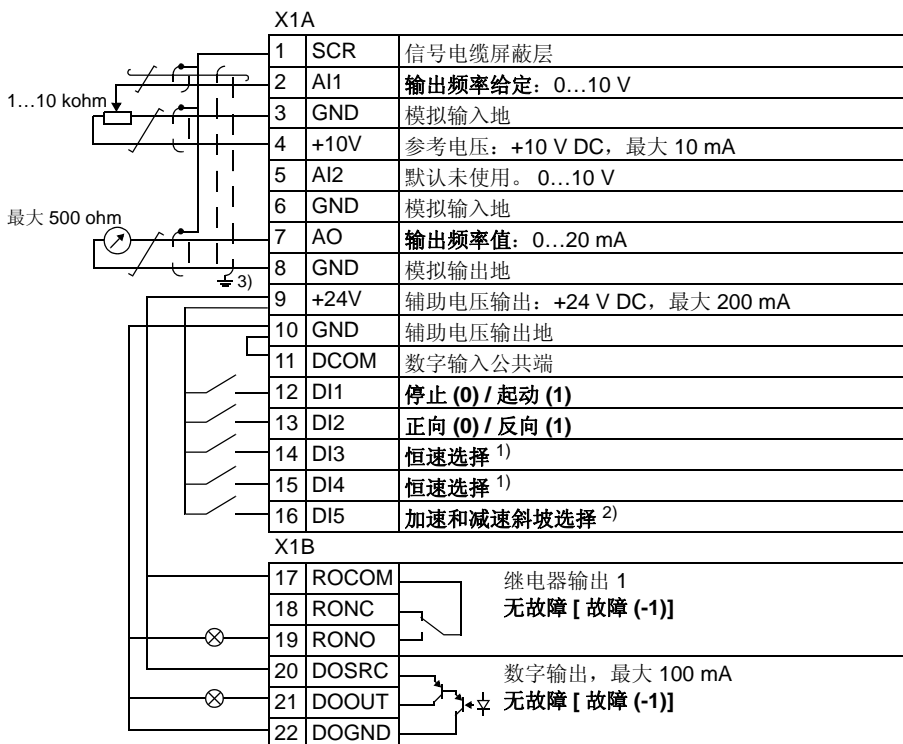 X1A
1 SCR 信号电缆屏蔽层
2 AI1 输出频率给定：0…10 V
1…10 kohm
3 GND 模拟输入地
4 +10V 参考电压：+10 V DC，最大 10 mA
5 AI2 默认未使用。 0…10 V
6 GND 模拟输入地
最大 500 ohm
7 AO 输出频率值：0…20 mA
8 GND 模拟输出地
3)
9 +24V 辅助电压输出：+24 V DC，最大 200 mA
10 GND 辅助电压输出地
11 DCOM 数字输入公共端
12 DI1 停止 (0) / 起动 (1)
13 DI2 正向 (0) / 反向 (1)
14 DI3 恒速选择 1)
15 DI4 恒速选择 1)
16 DI5 加速和减速斜坡选择 2)
X1B
17 ROCOM 继电器输出 1
18 RONC 无故障 [ 故障 (-1)]
19 RONO
20 DOSRC 数字输出，最大 100 mA
21 DOOUT 无故障 [ 故障 (-1)]
22 DOGND